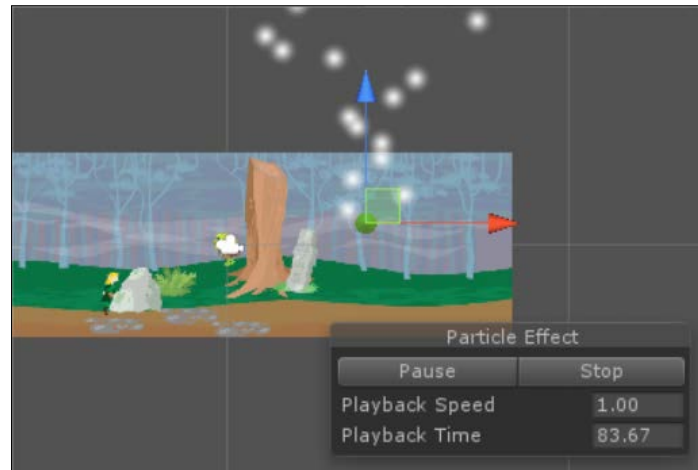 Particle Effect
Pause Stop
Playback Speed 1.00
Playback Time 83.67